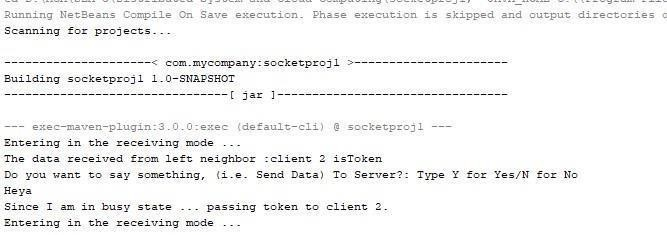 Running NetBeans Compile On Save execution. Phase execution is skipped and output directories o
Scanning for projects...
---------------------< com.mycompany:socketproj1 >----------------------
Building socketproj1 1.0-SNAPSHOT
--------------------------------[ jar ]---------------------------------
--- exec-maven-plugin:3.0.0:exec (default-cli) @ socketproj1 ---
Entering in the receiving mode ...
The data received from left neighbor :client 2 isToken
Do you want to say something, (i.e. Send Data) To Server?: Type Y for Yes/N for No
Heya
Since I am in busy state ... passing token to client 2.
Entering in the receiving mode ...